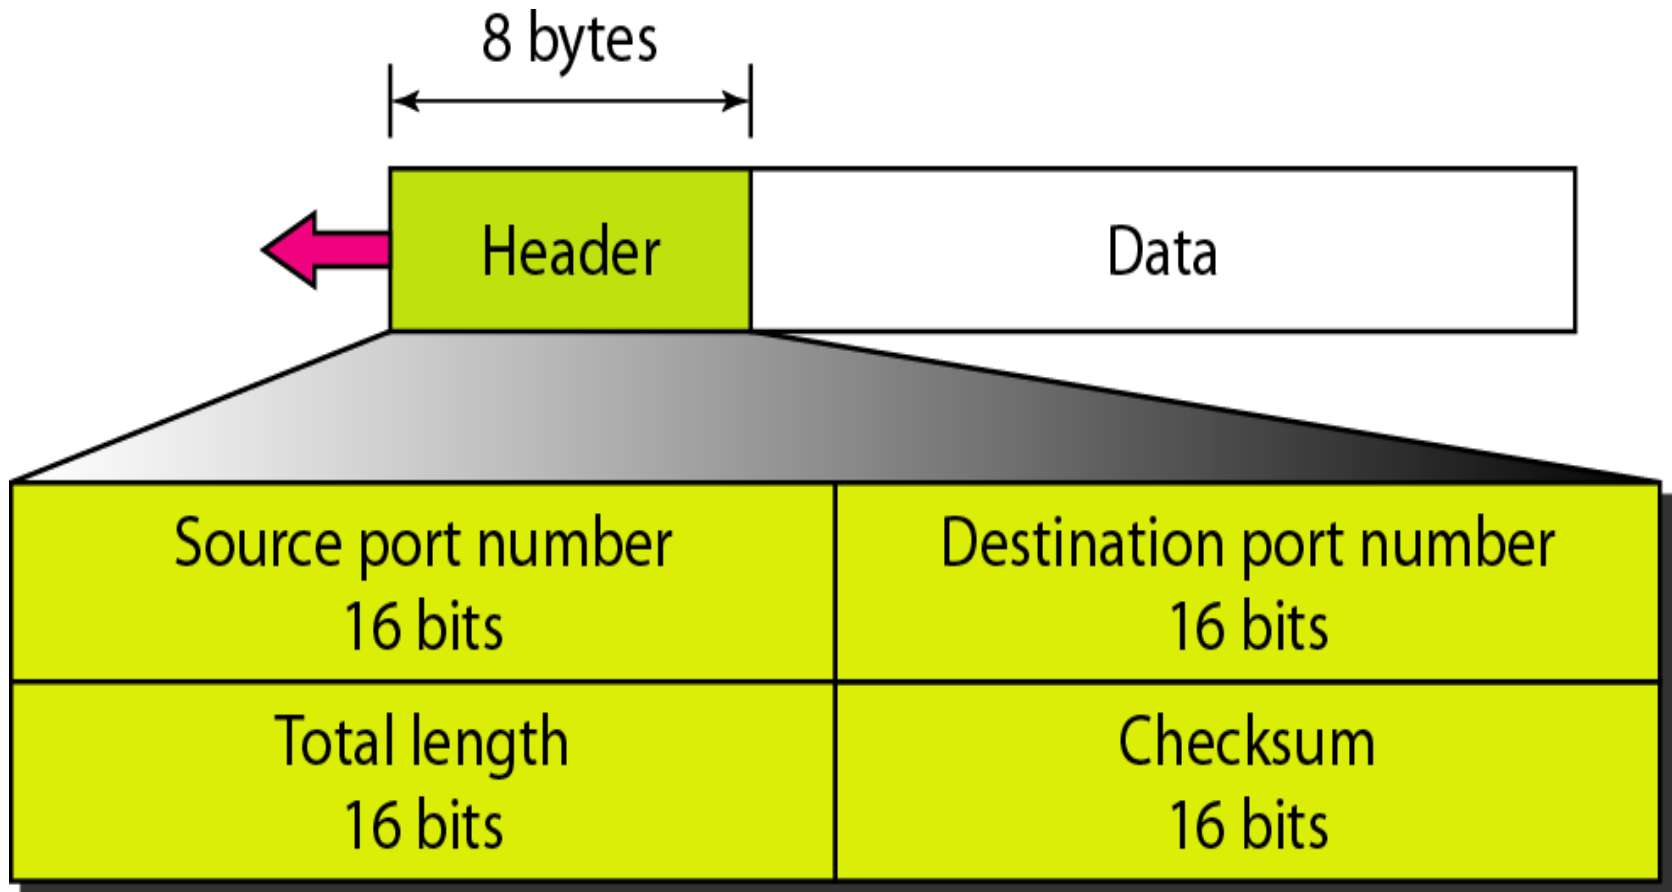 8 bytes
Header
Data
Source port number
16 bits
Destination port number
16 bits
Total length
16 bits
Checksum
16 bits